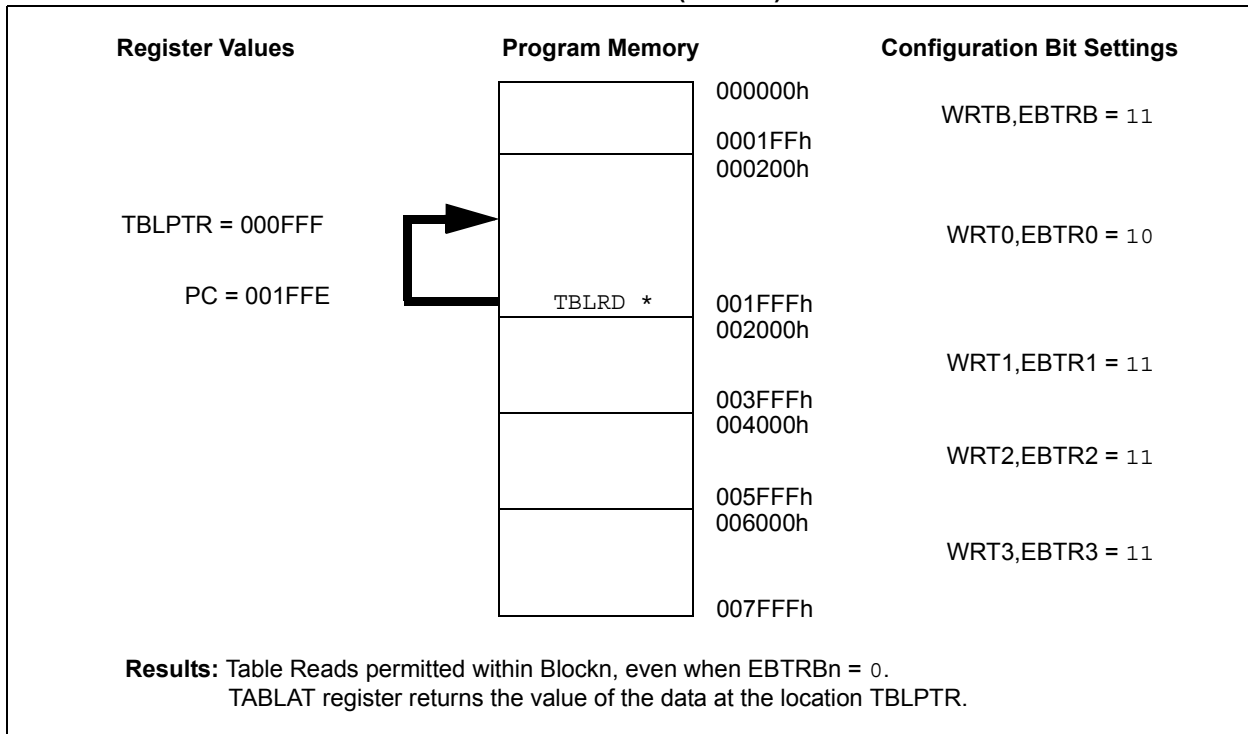 Register Values Program Memory Configuration Bit Settings
000000h
WRTB,EBTRB = 11
0001FFh
000200h
TBLPTR = 000FFF
WRT0,EBTR0 = 10
PC = 001FFE
TBLRD *
001FFFh
002000h
WRT1,EBTR1 = 11
003FFFh
004000h
WRT2,EBTR2 = 11
005FFFh
006000h
WRT3,EBTR3 = 11
007FFFh
Results: Table Reads permitted within Blockn, even when EBTRBn = 0.
TABLAT register returns the value of the data at the location TBLPTR.